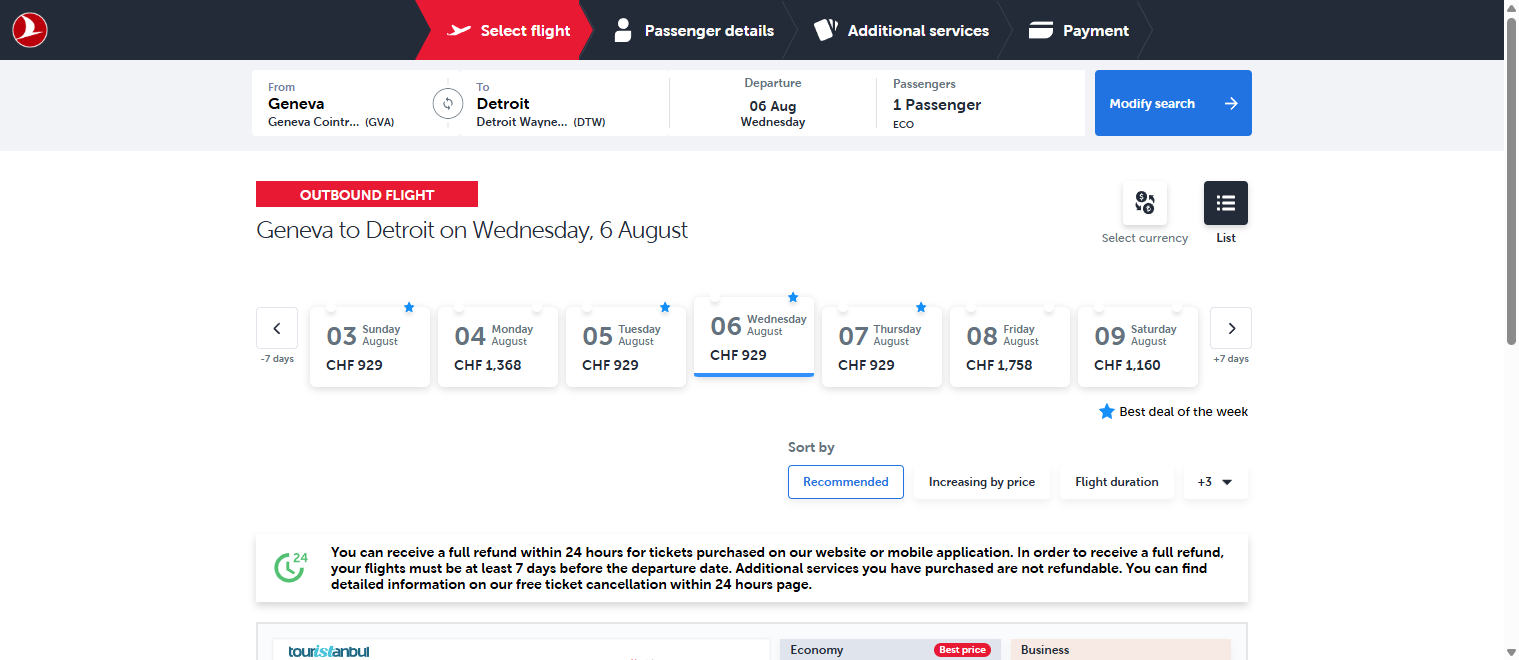 Select flight
Passenger details
Additional services
Payment
From
Geneva
Geneva Cointr... (GVA)
To
Detroit
Detroit Wayne... (DTW)
Departure
06 Aug
Wednesday
Passengers
1 Passenger
ECO
Modify search
OUTBOUND FLIGHT
Geneva to Detroit on Wednesday, 6 August
Select currency
List
-7 days
03 Sunday August
CHF 929
04 Monday August
CHF 1,368
05 Tuesday August
CHF 929
06 Wednesday August
CHF 929
07 Thursday August
CHF 929
08 Friday August
CHF 1,758
09 Saturday August
CHF 1,160
+7 days
Best deal of the week
Sort by
Recommended
Increasing by price
Flight duration
+3
24
You can receive a full refund within 24 hours for tickets purchased on our website or mobile application. In order to receive a full refund,
your flights must be at least 7 days before the departure date. Additional services you have purchased are not refundable. You can find
detailed information on our free ticket cancellation within 24 hours page.
touristanbul
Economy
Best price
Business